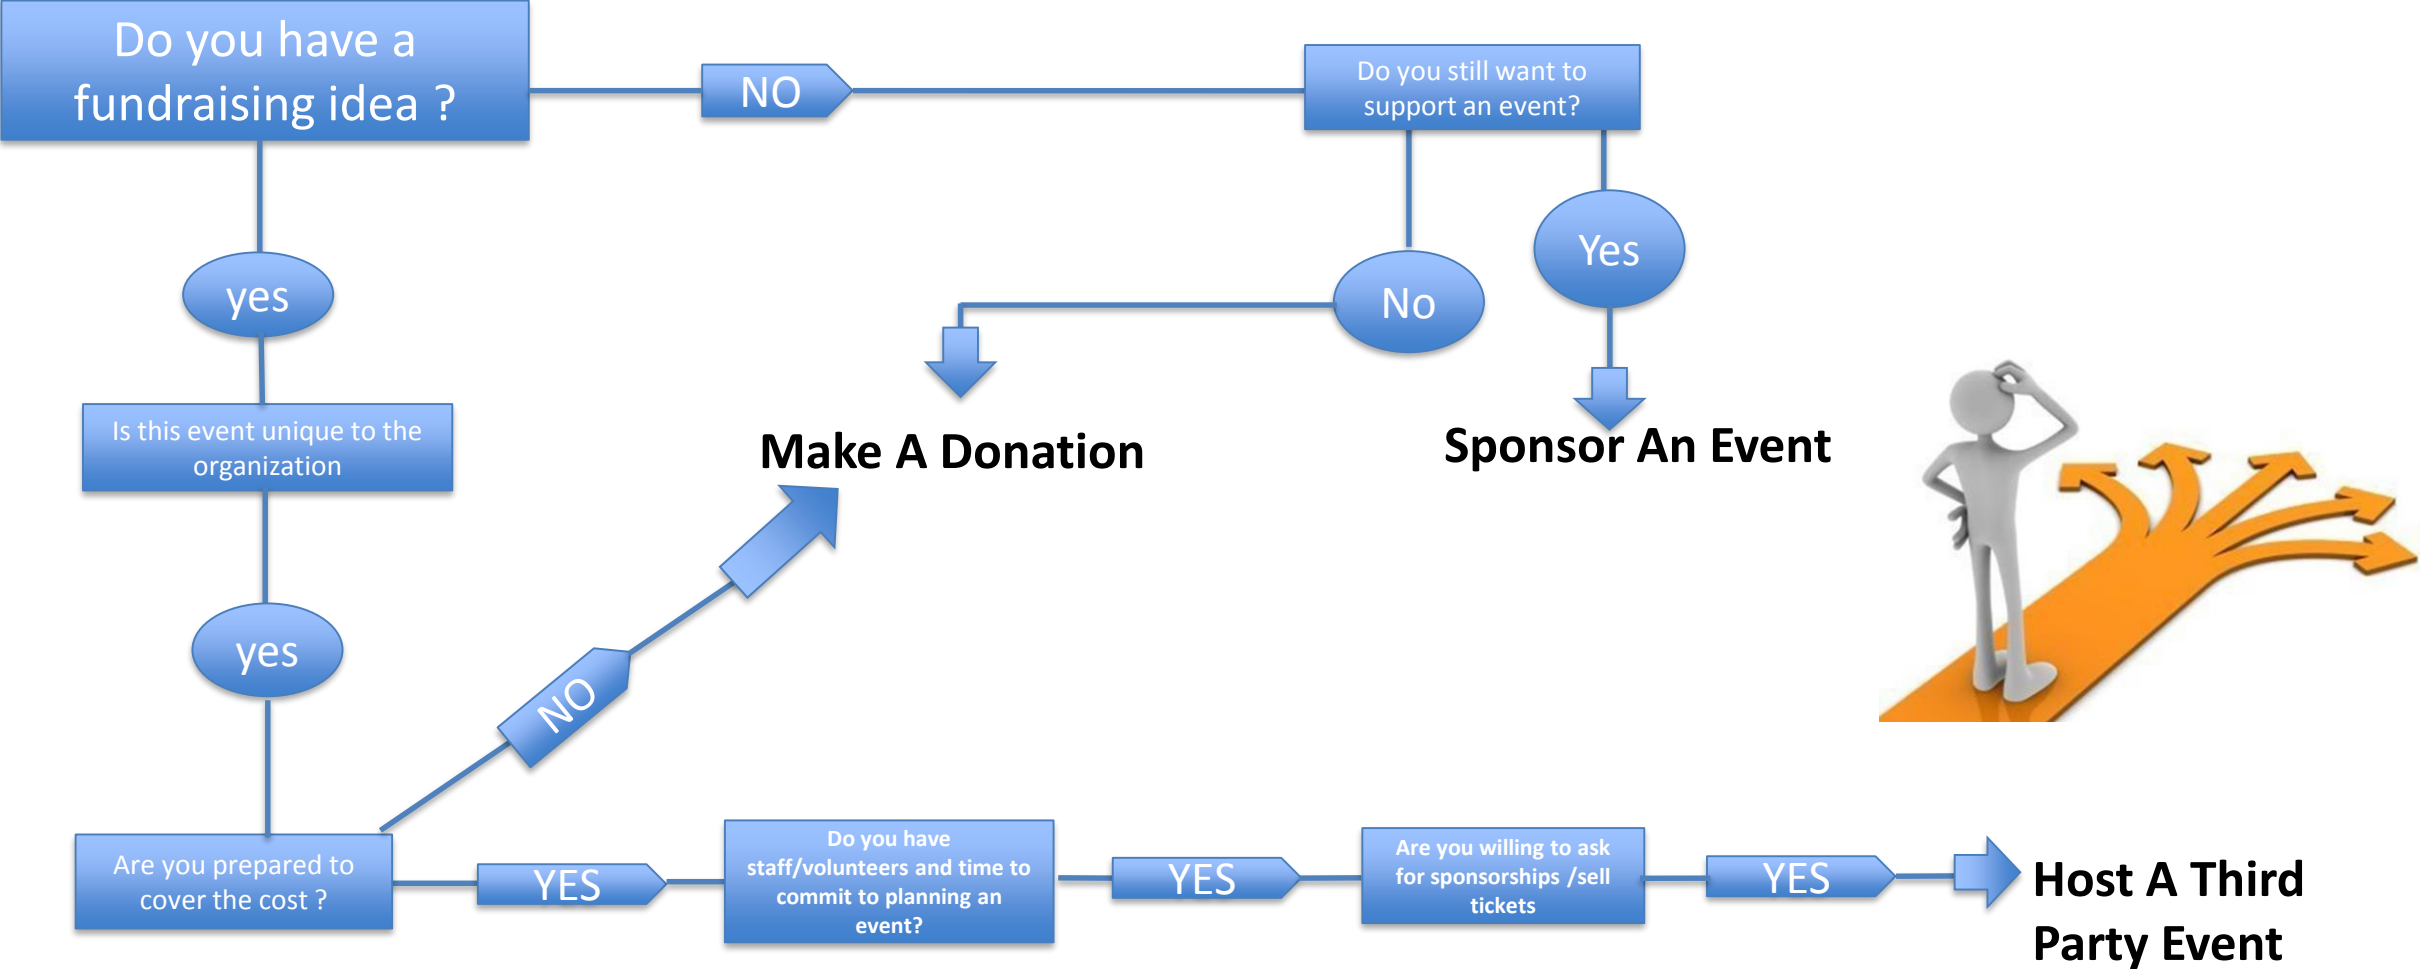 Do you have a
fundraising idea ?
NO
Do you still want to
support an event?
yes
Yes
No
Is this event unique to the
organization
Make A Donation
Sponsor An Event
yes
NO
Are you prepared to
cover the cost ?
YES
Do you have
staff/volunteers and time to
commit to planning an
event?
YES
Are you willing to ask
for sponsorships /sell
tickets
YES
Host A Third
Party Event